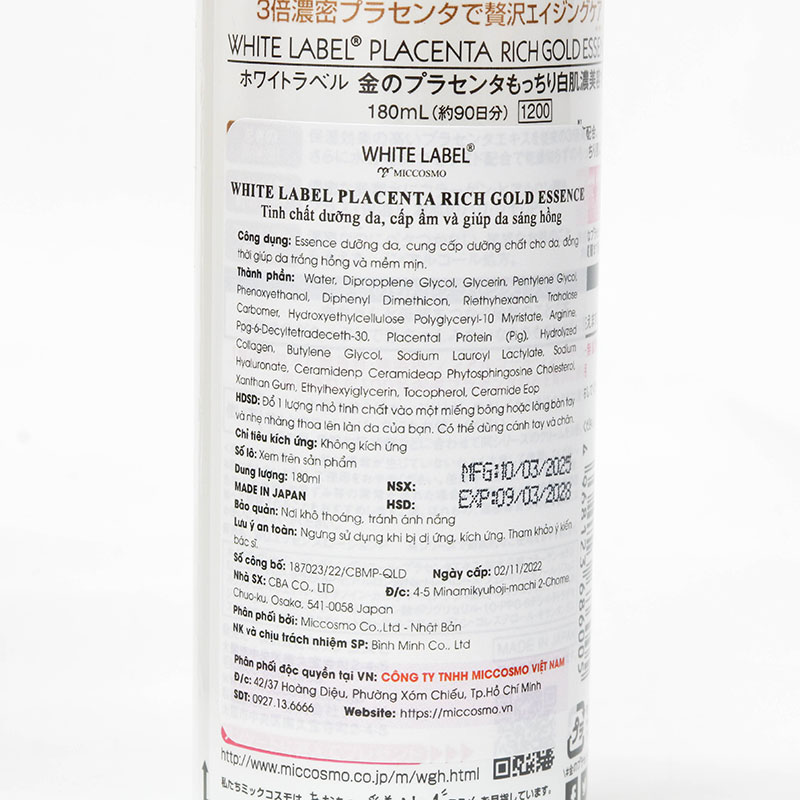 3倍濃密プラセンタで贅沢エイジングケア
WHITE LABEL® PLACENTA RICH GOLD ESSE
ホワイトラベル 金のプラセンタもっちり白肌濃美容
180mL(約90日分) 1200
WHITE LABEL®
MICCOSMO
WHITE LABEL PLACENTA RICH GOLD ESSENCE
Tinh chất dưỡng da, cấp ẩm và giúp da sáng hồng
Công dụng: Essence dưỡng da, cung cấp dưỡng chất cho da, đồng
thời giúp da trắng hồng và mềm mịn.
Thành phần: Water, Dipropplene Glycol, Glycerin, Pentylene Glycol,
Phenoxyethanol, Diphenyl Dimethicon, Riethyhexanoin, Trahalose
Carbomer, Hydroxyethylcellulose Polyglyceryl-10 Myristate, Arginine,
Pog-6-Decyltetradeceth-30, Placental Protein (Pig), Hydrolyzed
Collagen, Butylene Glycol, Sodium Lauroyl Lactylate, Sodium
Hyaluronate, Ceramidenp Ceramideap Phytosphingosine Cholesterol,
Xanthan Gum, Ethylhexyiglycerin, Tocopherol, Ceramide Eop
HDSD: Đổ 1 lượng nhỏ tinh chất vào một miếng bông hoặc lòng bàn tay
và nhẹ nhàng thoa lên làn da của bạn. Có thể dùng cánh tay và chân.
Chỉ tiêu kích ứng: Không kích ứng
Số lô: Xem trên sản phẩm
Dung lượng: 180ml
NSX: MFG:10/03/2025
MADE IN JAPAN
HSD: EXP:09/03/2028
Bảo quản: Nơi khô thoáng, tránh ánh nắng
Lưu ý an toàn: Ngưng sử dụng khi bị dị ứng, kích ứng. Tham khảo ý kiến
bác sĩ.
Số công bố: 187023/22/CBMP-QLD Ngày cấp: 02/11/2022
Nhà SX: CBA CO., LTD Đ/c: 4-5 Minamikyuhoji-machi 2-Chome,
Chuo-ku, Osaka, 541-0058 Japan
Phân phối bởi: Miccosmo Co.,Ltd - Nhật Bản
NK và chịu trách nhiệm SP: Bình Minh Co., Ltd
Phân phối độc quyền tại VN: CÔNG TY TNHH MICCOSMO VIỆT NAM
Đ/c: 42/37 Hoàng Diệu, Phường Xóm Chiếu, Tp.Hồ Chí Minh
SDT: 0927.13.6666 Website: https://miccosmo.vn
http://www.miccosmo.co.jp/m/wgh.html
私たちミックコスモは